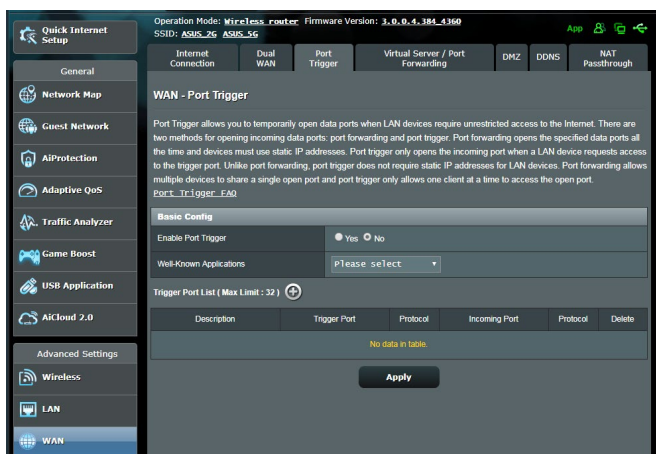 Quick Internet
Setup
General
Network Map
Guest Network
AiProtection
Adaptive QoS
Traffic Analyzer
Game Boost
USB Application
AiCloud 2.0
Advanced Settings
Wireless
LAN
WAN
Operation Mode: Wireless router Firmware Version: 3.0.0.4.384_4360
SSID: ASUS_2G ASUS_5G
App
Internet Connection
Dual WAN
Port Trigger
Virtual Server / Port Forwarding
DMZ
DDNS
NAT Passthrough
WAN - Port Trigger
Port Trigger allows you to temporarily open data ports when LAN devices require unrestricted access to the Internet. There are
two methods for opening incoming data ports: port forwarding and port trigger. Port forwarding opens the specified data ports all
the time and devices must use static IP addresses. Port trigger only opens the incoming port when a LAN device requests access
to the trigger port. Unlike port forwarding, port trigger does not require static IP addresses for LAN devices. Port forwarding allows
multiple devices to share a single open port and port trigger only allows one client at a time to access the open port.
Port Trigger FAQ
Basic Config
Enable Port Trigger Yes No
Well-Known Applications Please select
Trigger Port List ( Max Limit : 32 )
Description Trigger Port Protocol Incoming Port Protocol Delete
No data in table.
Apply